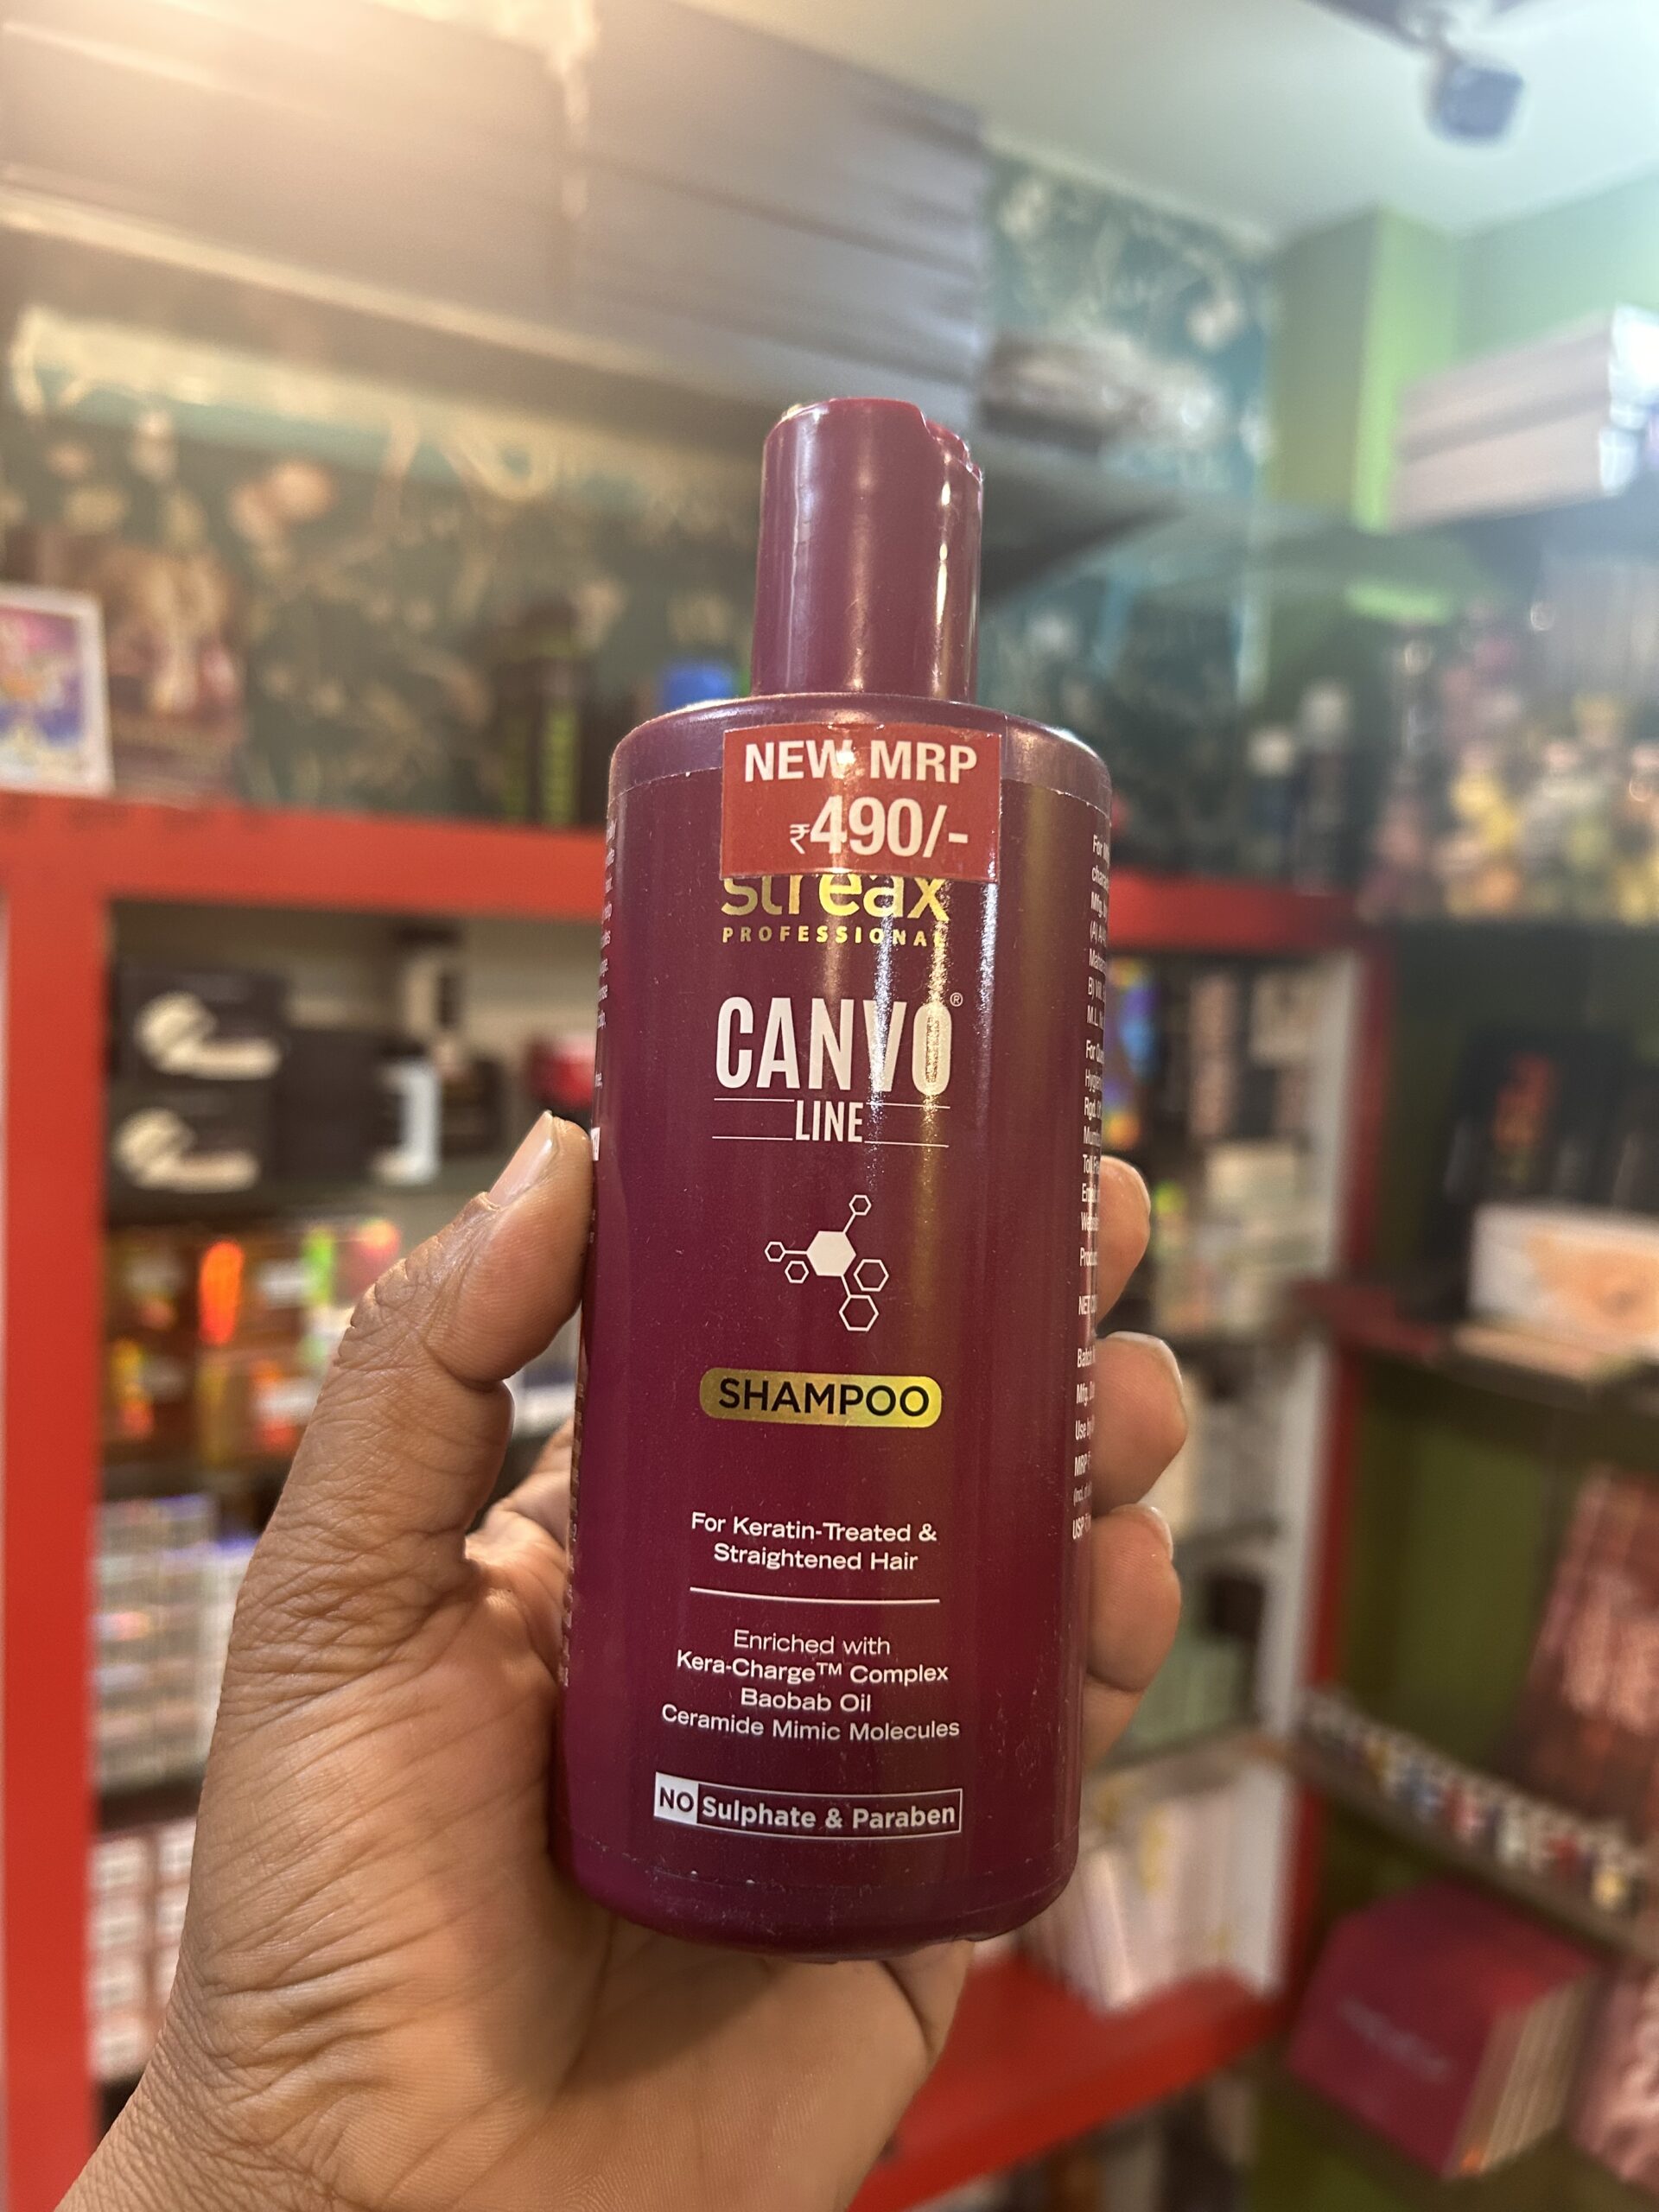 NEW MRP
₹490/-
streax
PROFESSIONAL
CANVO®
LINE
SHAMPOO
For Keratin-Treated &
Straightened Hair
Enriched with
Kera-Charge™ Complex
Baobab Oil
Ceramide Mimic Molecules
NO Sulphate & Paraben